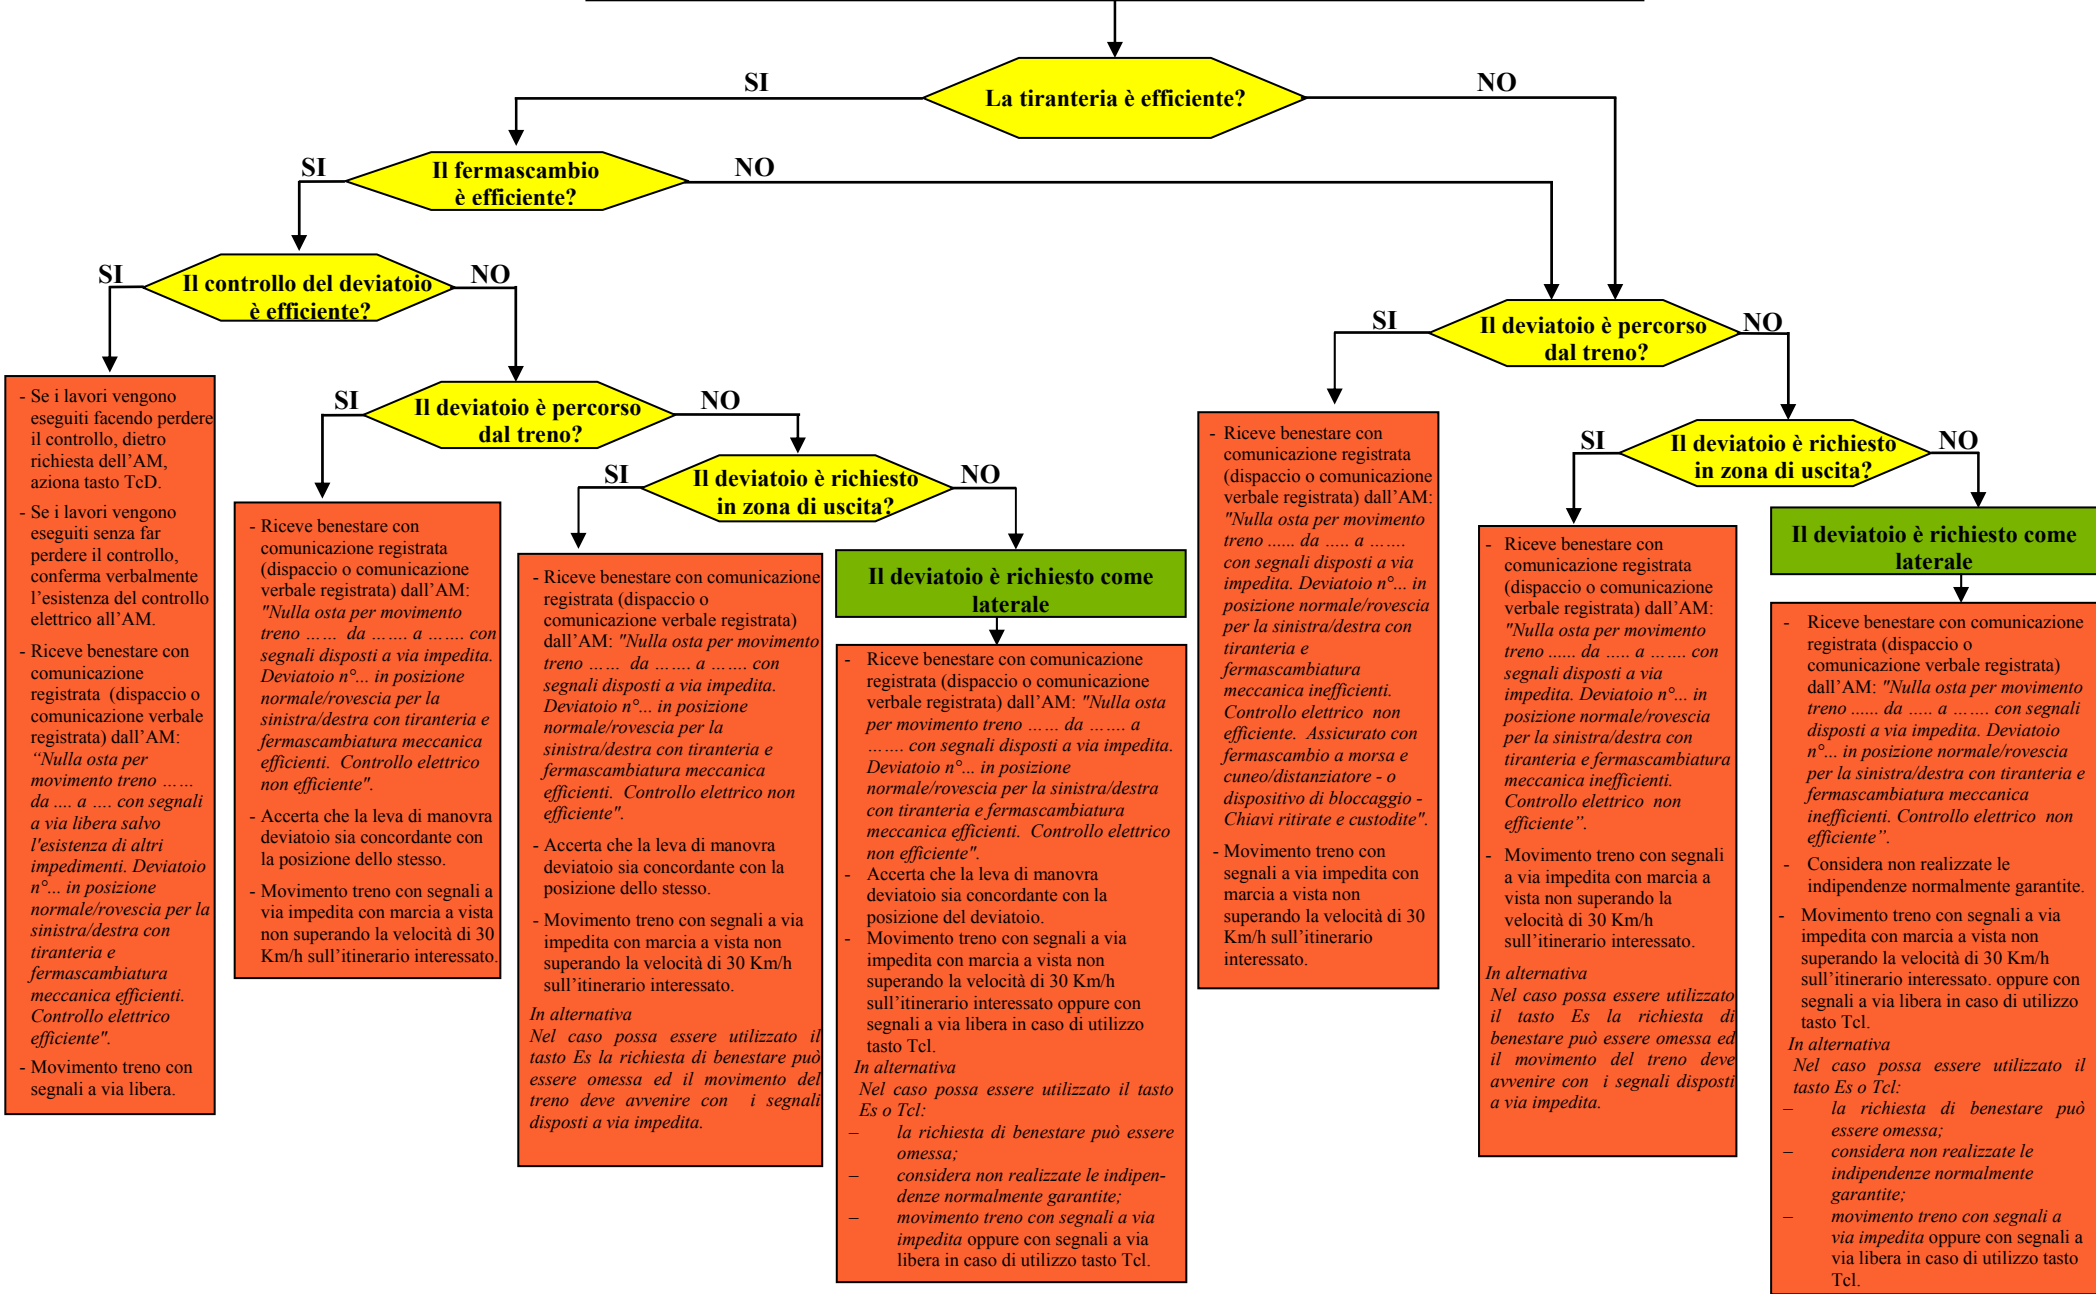 SI
La tiranteria è efficiente?
NO
SI
Il fermascambio
è efficiente?
NO
SI
Il controllo del deviatoio
è efficiente?
NO
SI
Il deviatoio è percorso
dal treno?
NO
SI
Il deviatoio è percorso
dal treno?
NO
SI
Il deviatoio è richiesto
in zona di uscita?
NO
SI
Il deviatoio è richiesto
in zona di uscita?
NO
- Se i lavori vengono
eseguiti facendo perdere
il controllo, dietro
richiesta dell’AM,
aziona tasto TcD.
- Se i lavori vengono
eseguiti senza far
perdere il controllo,
conferma verbalmente
l’esistenza del controllo
elettrico all’AM.
- Riceve benestare con
comunicazione
registrata (dispaccio o
comunicazione verbale
registrata) dall’AM:
“Nulla osta per
movimento treno ……
da .... a …. con segnali
a via libera salvo
l'esistenza di altri
impedimenti. Deviatoio
n°... in posizione
normale/rovescia per la
sinistra/destra con
tiranteria e
fermascambiatura
meccanica efficienti.
Controllo elettrico
efficiente".
- Movimento treno con
segnali a via libera.
- Riceve benestare con
comunicazione registrata
(dispaccio o comunicazione
verbale registrata) dall’AM:
"Nulla osta per movimento
treno …… da ……. a ……. con
segnali disposti a via impedita.
Deviatoio n°... in posizione
normale/rovescia per la
sinistra/destra con tiranteria e
fermascambiatura meccanica
efficienti. Controllo elettrico
non efficiente".
- Accerta che la leva di manovra
deviatoio sia concordante con
la posizione dello stesso.
- Movimento treno con segnali a
via impedita con marcia a vista
non superando la velocità di 30
Km/h sull’itinerario interessato.
- Riceve benestare con comunicazione
registrata (dispaccio o
comunicazione verbale registrata)
dall’AM: "Nulla osta per movimento
treno …… da ……. a ……. con
segnali disposti a via impedita.
Deviatoio n°... in posizione
normale/rovescia per la
sinistra/destra con tiranteria e
fermascambiatura meccanica
efficienti. Controllo elettrico non
efficiente".
- Accerta che la leva di manovra
deviatoio sia concordante con la
posizione dello stesso.
- Movimento treno con segnali a via
impedita con marcia a vista non
superando la velocità di 30 Km/h
sull’itinerario interessato.
In alternativa
Nel caso possa essere utilizzato il
tasto Es la richiesta di benestare può
essere omessa ed il movimento del
treno deve avvenire con i segnali
disposti a via impedita.
Il deviatoio è richiesto come
laterale
- Riceve benestare con comunicazione
registrata (dispaccio o comunicazione
verbale registrata) dall’AM: "Nulla osta
per movimento treno …… da ……. a
……. con segnali disposti a via impedita.
Deviatoio n°... in posizione
normale/rovescia per la sinistra/destra
con tiranteria e fermascambiatura
meccanica efficienti. Controllo elettrico
non efficiente".
- Accerta che la leva di manovra
deviatoio sia concordante con la
posizione del deviatoio.
- Movimento treno con segnali a via
impedita con marcia a vista non
superando la velocità di 30 Km/h
sull’itinerario interessato oppure con
segnali a via libera in caso di utilizzo
tasto Tcl.
In alternativa
Nel caso possa essere utilizzato il tasto
Es o Tcl:
– la richiesta di benestare può essere
omessa;
– considera non realizzate le indipen-
denze normalmente garantite;
– movimento treno con segnali a via
impedita oppure con segnali a via
libera in caso di utilizzo tasto Tcl.
- Riceve benestare con
comunicazione registrata
(dispaccio o comunicazione
verbale registrata) dall’AM:
"Nulla osta per movimento
treno ...... da ..... a …….
con segnali disposti a via
impedita. Deviatoio n°... in
posizione normale/rovescia
per la sinistra/destra con
tiranteria e
fermascambiatura
meccanica inefficienti.
Controllo elettrico non
efficiente. Assicurato con
fermascambio a morsa e
cuneo/distanziatore - o
dispositivo di bloccaggio -
Chiavi ritirate e custodite".
- Movimento treno con
segnali a via impedita con
marcia a vista non
superando la velocità di 30
Km/h sull’itinerario
interessato.
- Riceve benestare con
comunicazione registrata
(dispaccio o comunicazione
verbale registrata) dall’AM:
"Nulla osta per movimento
treno ...... da ..... a ……. con
segnali disposti a via
impedita. Deviatoio n°... in
posizione normale/rovescia
per la sinistra/destra con
tiranteria e fermascambiatura
meccanica inefficienti.
Controllo elettrico non
efficiente”.
- Movimento treno con segnali
a via impedita con marcia a
vista non superando la
velocità di 30 Km/h
sull’itinerario interessato.
In alternativa
Nel caso possa essere utilizzato
il tasto Es la richiesta di
benestare può essere omessa ed
il movimento del treno deve
avvenire con i segnali disposti
a via impedita.
Il deviatoio è richiesto come
laterale
- Riceve benestare con comunicazione
registrata (dispaccio o
comunicazione verbale registrata)
dall’AM: "Nulla osta per movimento
treno ...... da ..... a ……. con segnali
disposti a via impedita. Deviatoio
n°... in posizione normale/rovescia
per la sinistra/destra con tiranteria e
fermascambiatura meccanica
inefficienti. Controllo elettrico non
efficiente”.
- Considera non realizzate le
indipendenze normalmente garantite.
- Movimento treno con segnali a via
impedita con marcia a vista non
superando la velocità di 30 Km/h
sull’itinerario interessato. oppure con
segnali a via libera in caso di utilizzo
tasto Tcl.
In alternativa
Nel caso possa essere utilizzato il
tasto Es o Tcl:
– la richiesta di benestare può
essere omessa;
– considera non realizzate le
indipendenze normalmente
garantite;
– movimento treno con segnali a
via impedita oppure con segnali a
via libera in caso di utilizzo tasto
Tcl.